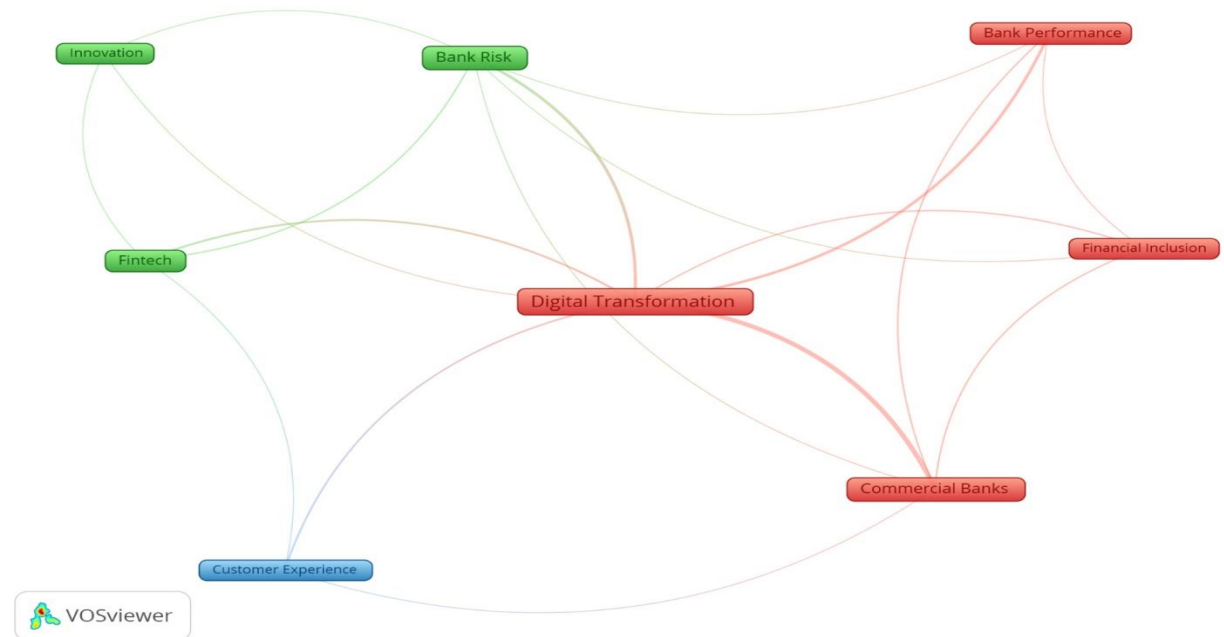 Bank Performance
Innovation
Bank Risk
Financial Inclusion
Fintech
Digital Transformation
Commercial Banks
Customer Experience
VOSviewer